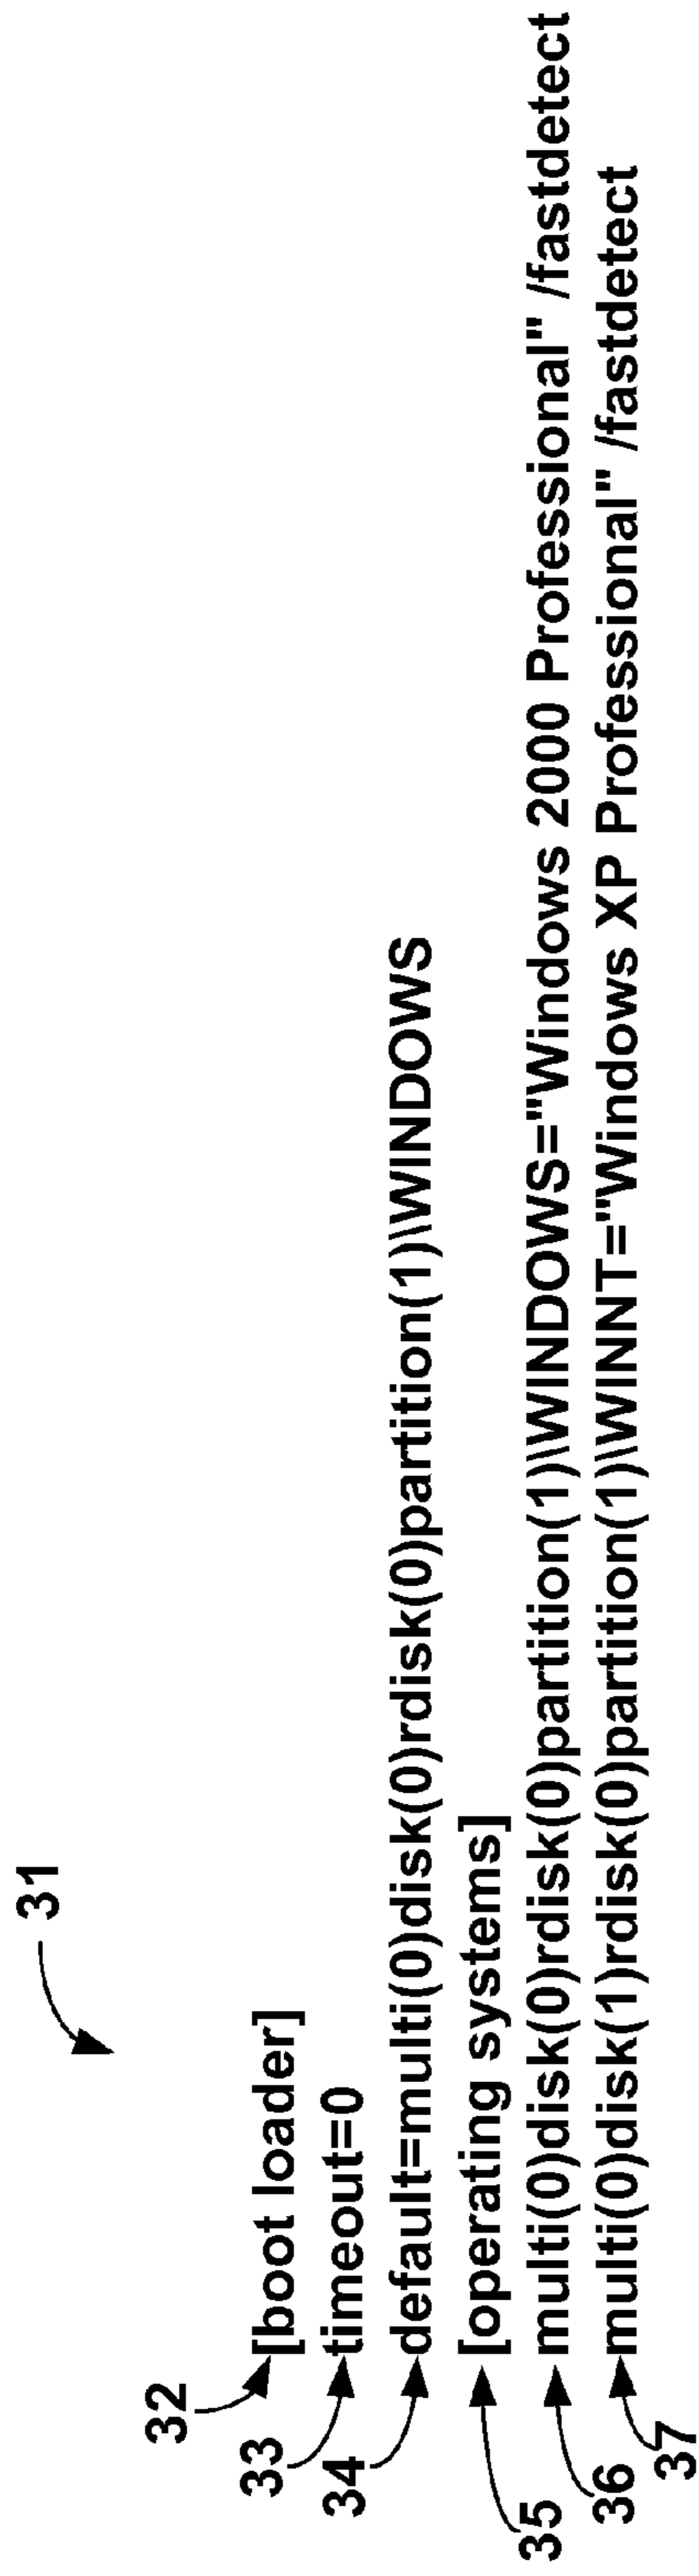 31
32 [boot loader]
33 timeout=0
34 default=multi(0)disk(0)rdisk(0)partition(1)\WINDOWS
35 [operating systems]
36 multi(0)disk(0)rdisk(0)partition(1)\WINDOWS="Windows 2000 Professional" /fastdetect
37 multi(0)disk(1)rdisk(0)partition(1)\WINNT="Windows XP Professional" /fastdetect